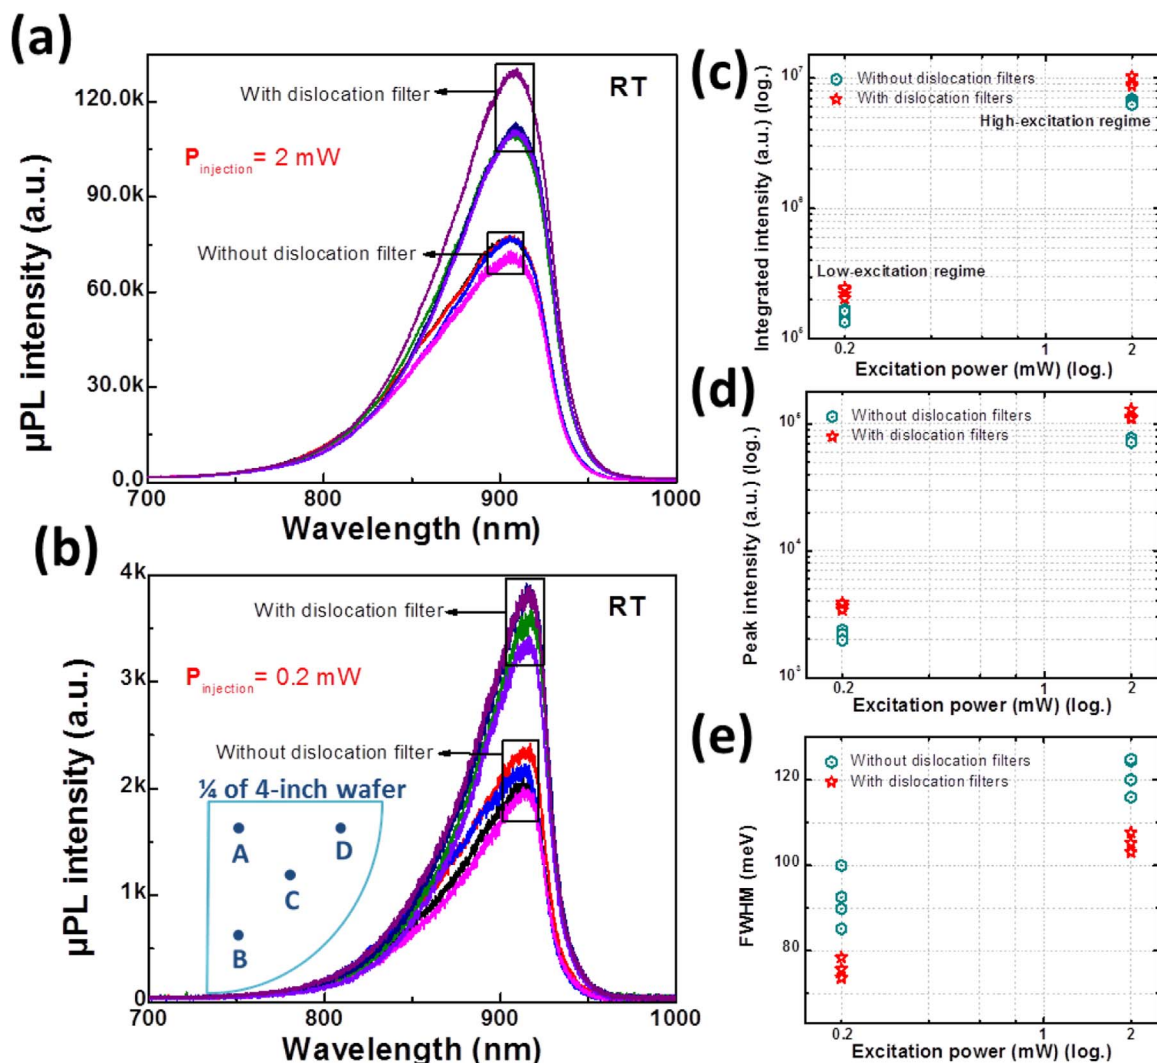 (a)
With dislocation filter
RT
P injection = 2 mW
Without dislocation filter
120.0k
90.0k
60.0k
30.0k
0.0
700
800
900
1000
Wavelength (nm)
µPL intensity (a.u.)
(b)
4k
3k
2k
1k
0
With dislocation filter
RT
P injection = 0.2 mW
Without dislocation filter
¼ of 4-inch wafer
A
D
C
B
700
800
900
1000
Wavelength (nm)
µPL intensity (a.u.)
(c)
Without dislocation filters
With dislocation filters
High-excitation regime
Low-excitation regime
10⁷
10⁶
10⁶
0.2
1
2
Excitation power (mW) (log.)
Integrated intensity (a.u.) (log.)
(d)
Without dislocation filters
With dislocation filters
10⁵
10⁴
10³
0.2
1
2
Excitation power (mW) (log.)
Peak intensity (a.u.) (log.)
(e)
Without dislocation filters
With dislocation filters
120
100
80
0.2
1
2
Excitation power (mW) (log.)
FWHM (meV)